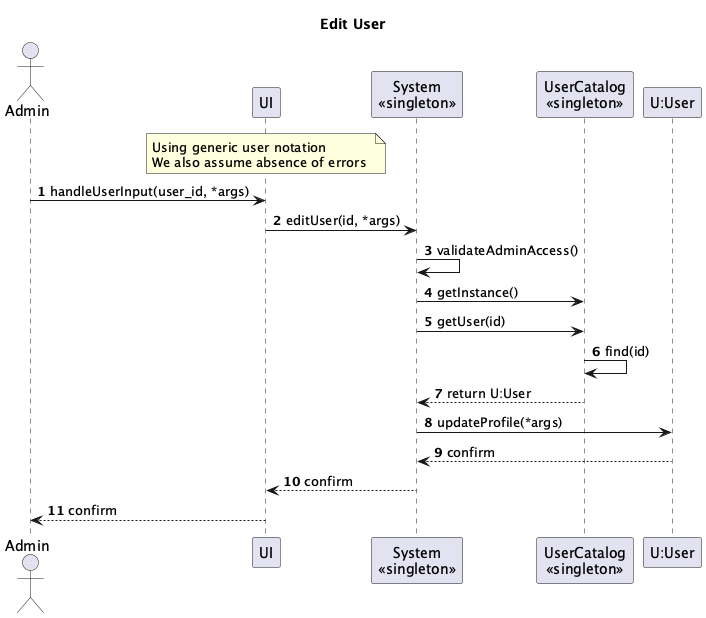 Edit User
Admin
UI
System
«singleton»
UserCatalog
«singleton»
U:User
Using generic user notation
We also assume absence of errors
1 handleUserInput(user_id, *args)
2 editUser(id, *args)
3 validateAdminAccess()
4 getInstance()
5 getUser(id)
6 find(id)
7 return U:User
8 updateProfile(*args)
9 confirm
10 confirm
11 confirm
Admin
UI
System
«singleton»
UserCatalog
«singleton»
U:User